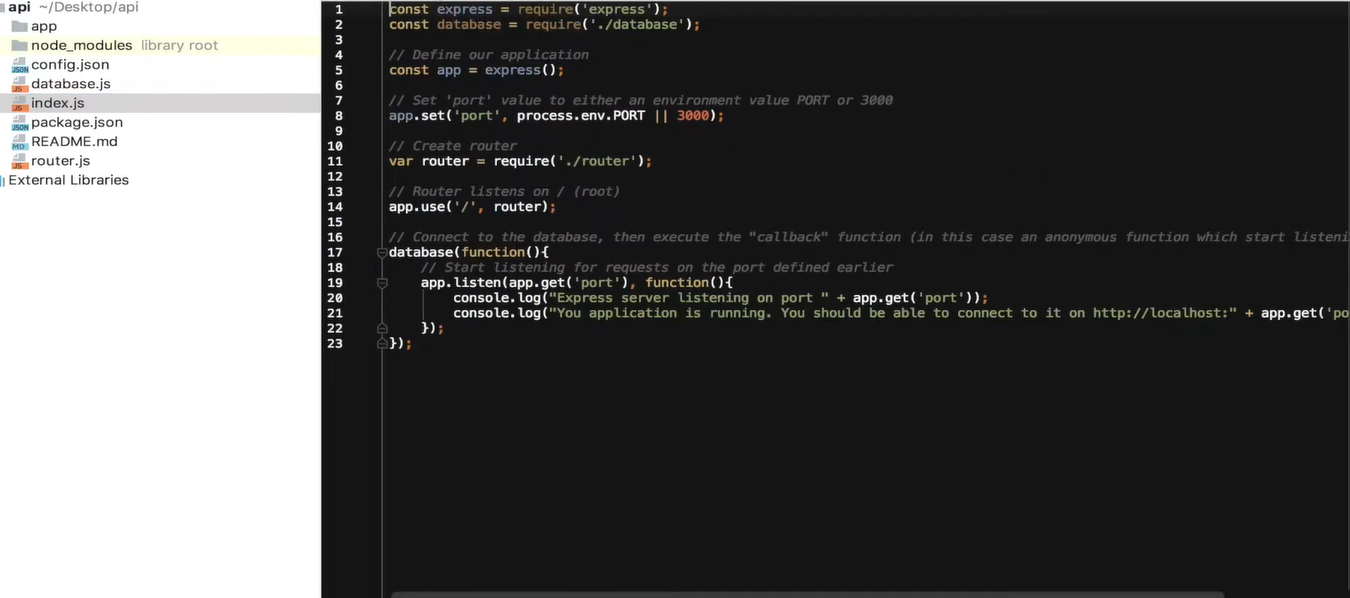 api ~/Desktop/api
app
node_modules library root
config.json
database.js
index.js
package.json
README.md
router.js
External Libraries
1 const express = require('express');
2 const database = require('./database');
3
4 // Define our application
5 const app = express();
6
7 // Set 'port' value to either an environment value PORT or 3000
8 app.set('port', process.env.PORT || 3000);
9
10 // Create router
11 var router = require('./router');
12
13 // Router listens on / (root)
14 app.use('/', router);
15
16 // Connect to the database, then execute the "callback" function (in this case an anonymous function which start listeni
17 database(function(){
18 // Start listening for requests on the port defined earlier
19 app.listen(app.get('port'), function(){
20 console.log("Express server listening on port " + app.get('port'));
21 console.log("You application is running. You should be able to connect to it on http://localhost:" + app.get('po
22 });
23 });